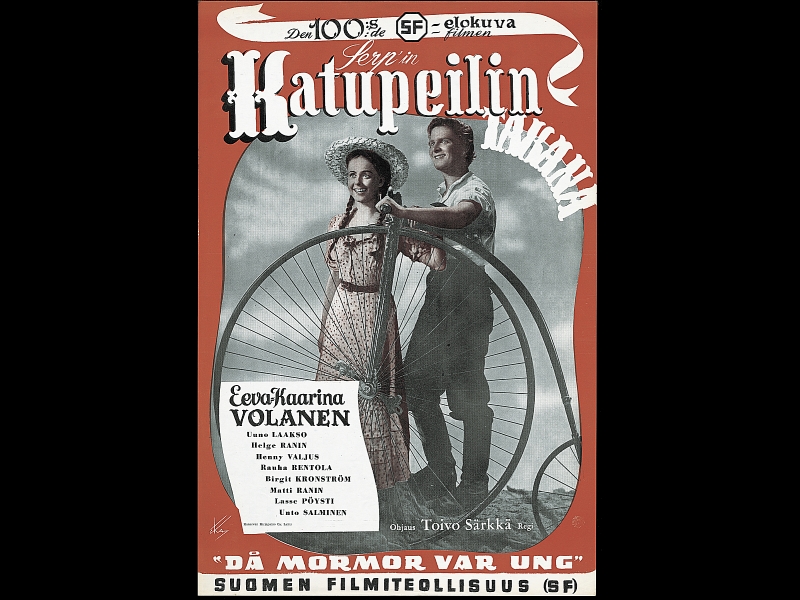 Den 100:s SF-elokuva
:de filmen
Serp'in
Katupeilin
TAKANA
Eeva-Kaarina
VOLANEN
Uuno LAAKSO
Helge RANIN
Henny VALJUS
Rauha RENTOLA
Birgit KRONSTRÖM
Matti RANIN
Lasse PÖYSTI
Unto SALMINEN
Ohjaus Toivo Särkkä Regi
"DÅ MORMOR VAR UNG"
SUOMEN FILMITEOLLISUUS (SF)